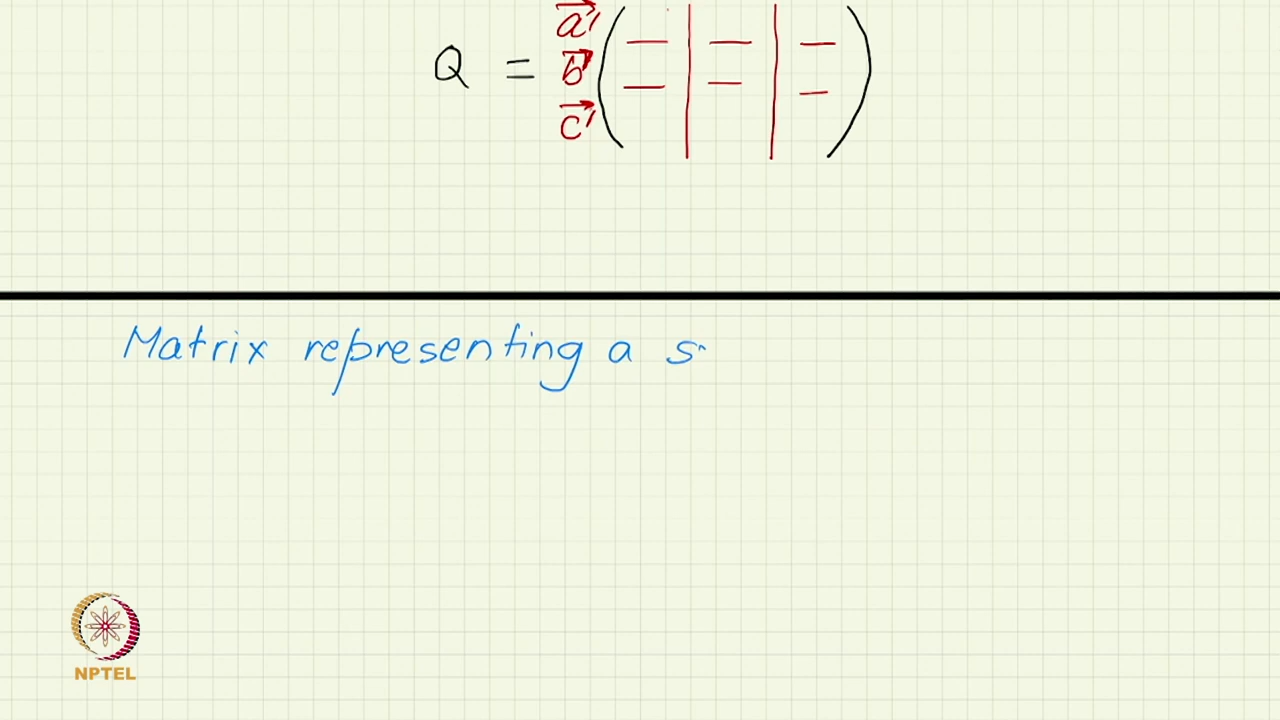 a'
Q = b'
c'
Matrix representing a s
NPTEL